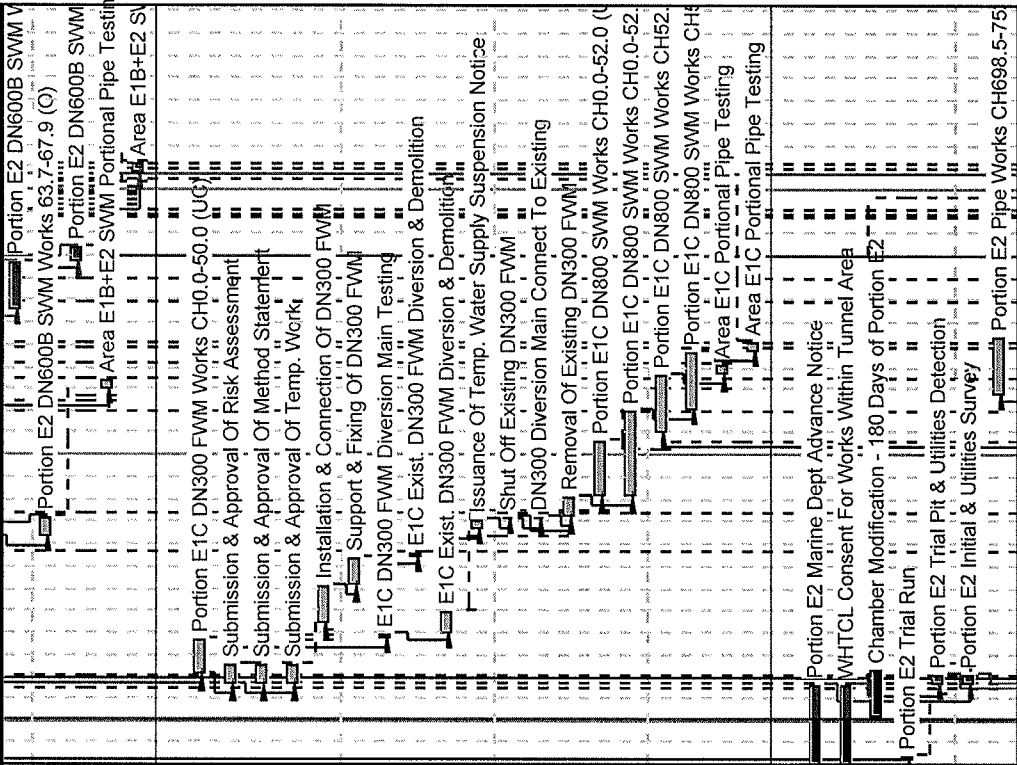 Portion E2 DN600B SWM
Portion E2 DN600B SWM Works 63.7-67.9 (O)
Portion E2 DN600B SWM
Area E1B+E2 SWM Portional Pipe Testin
Area E1B+E2
Portion E1C DN300 FWM Works CH0.0-50.0 (UC)
Submission & Approval Of Risk Assessment
Submission & Approval Of Method Statement
Submission & Approval Of Temp. Work
Installation & Connection Of DN300 FWM
Support & Fixing Of DN300 FWM
E1C DN300 FWM Diversion Main Testing
E1C Exist. DN300 FWM Diversion & Demolition
E1C Exist. DN300 FWM Diversion & Demolition
Issuance Of Temp. Water Supply Suspension Notice
Shut Off Existing DN300 FWM
DN300 Diversion Main Connect To Existing
Removal Of Existing DN300 FWM
Portion E1C DN800 SWM Works CH0.0-52.0 (U
Portion E1C DN800 SWM Works CH0.0-52.
Portion E1C DN800 SWM Works CH52.
Portion E1C DN800 SWM Works CH5
Area E1C Portional Pipe Testing
Area E1C Portional Pipe Testing
Portion E2 Marine Dept Advance Notice
WHTCL Consent For Works Within Tunnel Area
Chamber Modification - 180 Days of Portion E2
Portion E2 Trial Run
Portion E2 Trial Pit & Utilities Detection
Portion E2 Initial & Utilities Survey
Portion E2 Pipe Works CH698.5-75